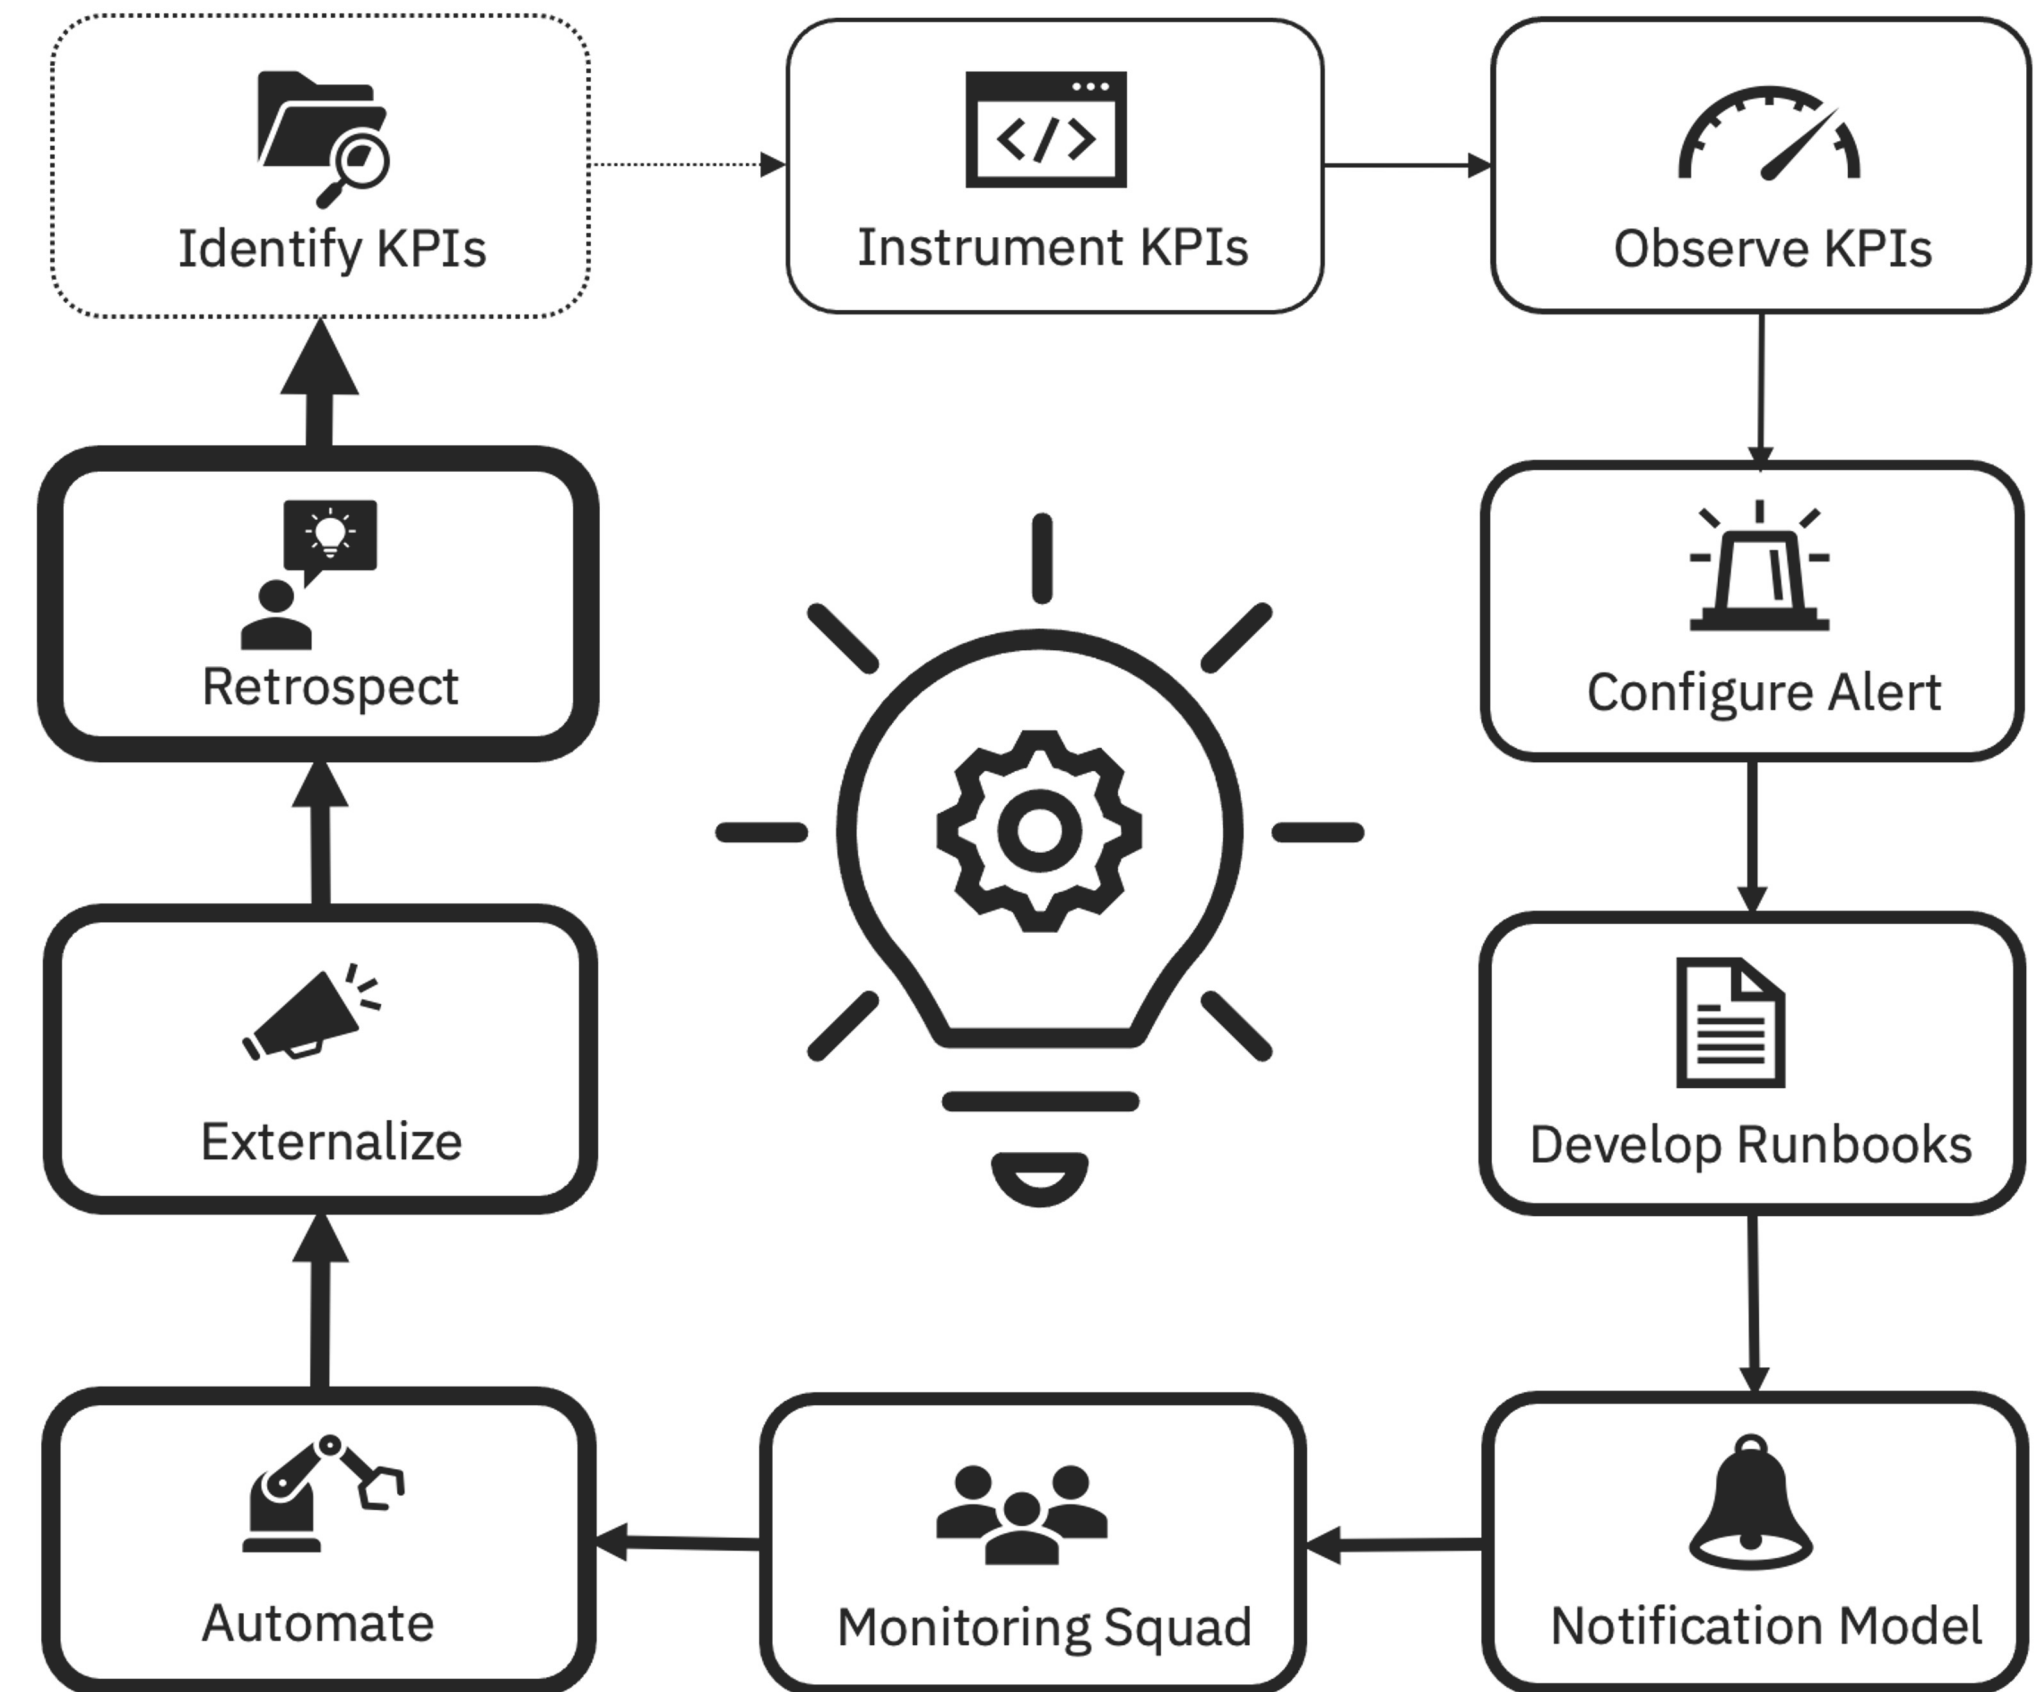 Identify KPIs
Instrument KPIs
Observe KPIs
Retrospect
Configure Alert
Externalize
Develop Runbooks
Automate
Monitoring Squad
Notification Model